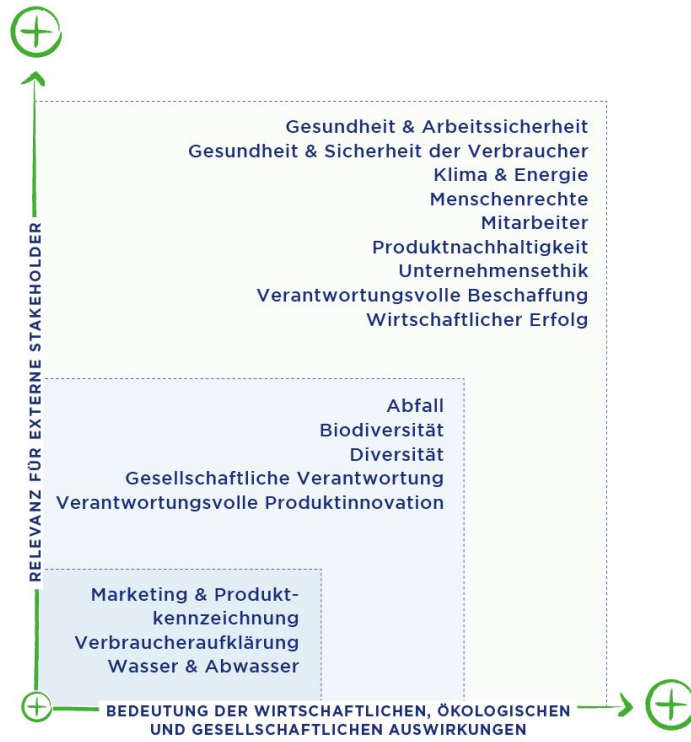 Gesundheit & Arbeitssicherheit
Gesundheit & Sicherheit der Verbraucher
Klima & Energie
Menschenrechte
Mitarbeiter
Produktnachhaltigkeit
Unternehmensethik
Verantwortungsvolle Beschaffung
Wirtschaftlicher Erfolg
RELEVANZ FÜR EXTERNE STAKEHOLDER
Abfall
Biodiversität
Diversität
Gesellschaftliche Verantwortung
Verantwortungsvolle Produktinnovation
Marketing & Produkt-
kennzeichnung
Verbraucheraufklärung
Wasser & Abwasser
BEDEUTUNG DER WIRTSCHAFTLICHEN, ÖKOLOGISCHEN
UND GESELLSCHAFTLICHEN AUSWIRKUNGEN